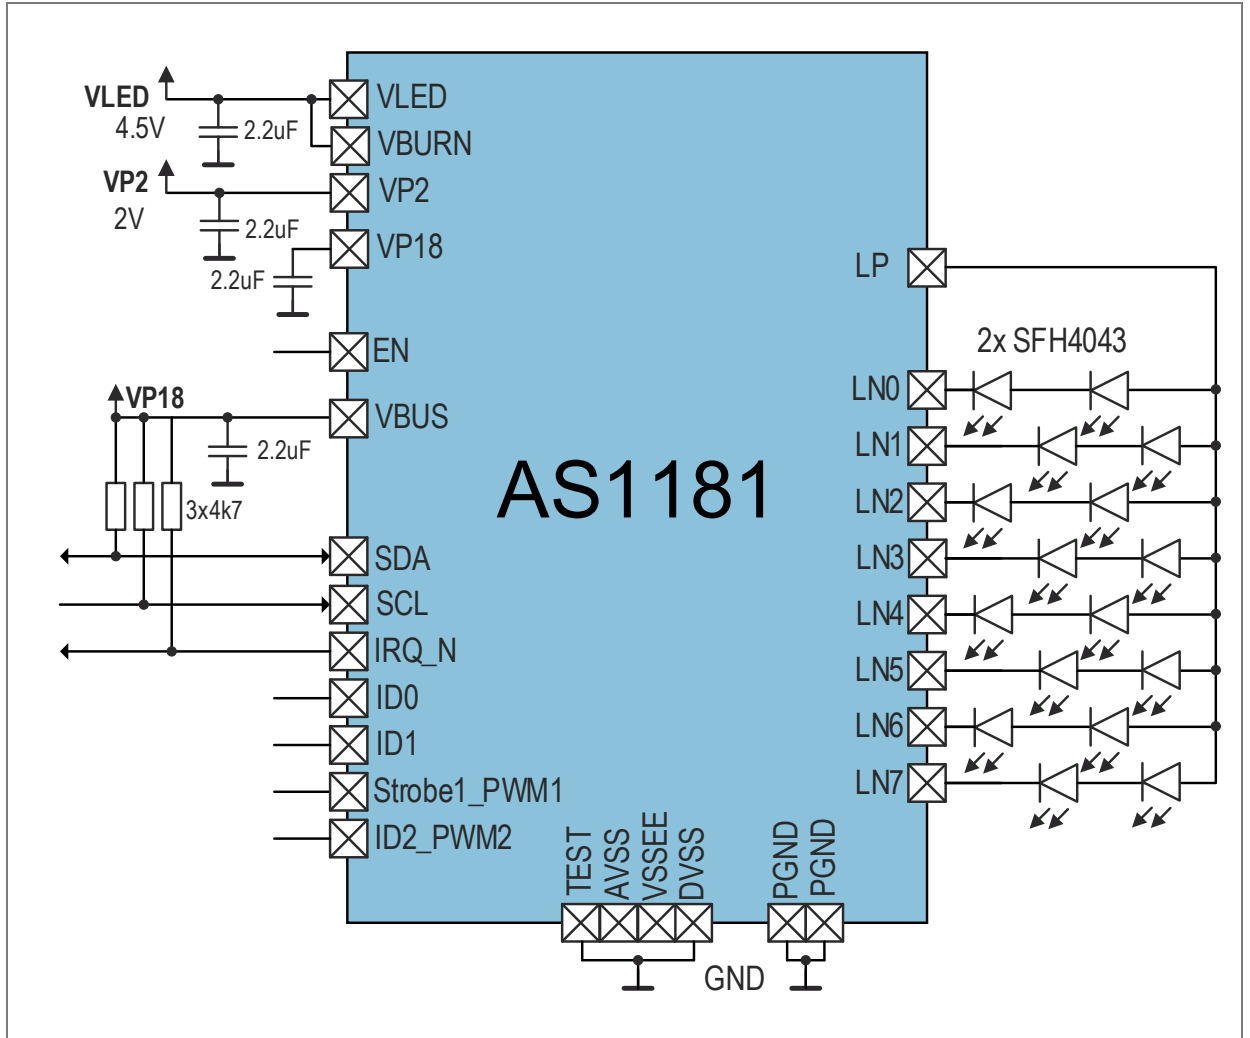 VLED
4.5V
2.2uF
VP2
2V
2.2uF
2.2uF
VP18
2.2uF
3x4k7
VLED
VBURN
VP2
VP18
EN
VBUS
SDA
SCL
IRQ_N
ID0
ID1
Strobe1_PWM1
ID2_PWM2
AS1181
TEST
AVSS
VSSEE
DVSS
PGND
PGND
GND
LP
2x SFH4043
LN0
LN1
LN2
LN3
LN4
LN5
LN6
LN7